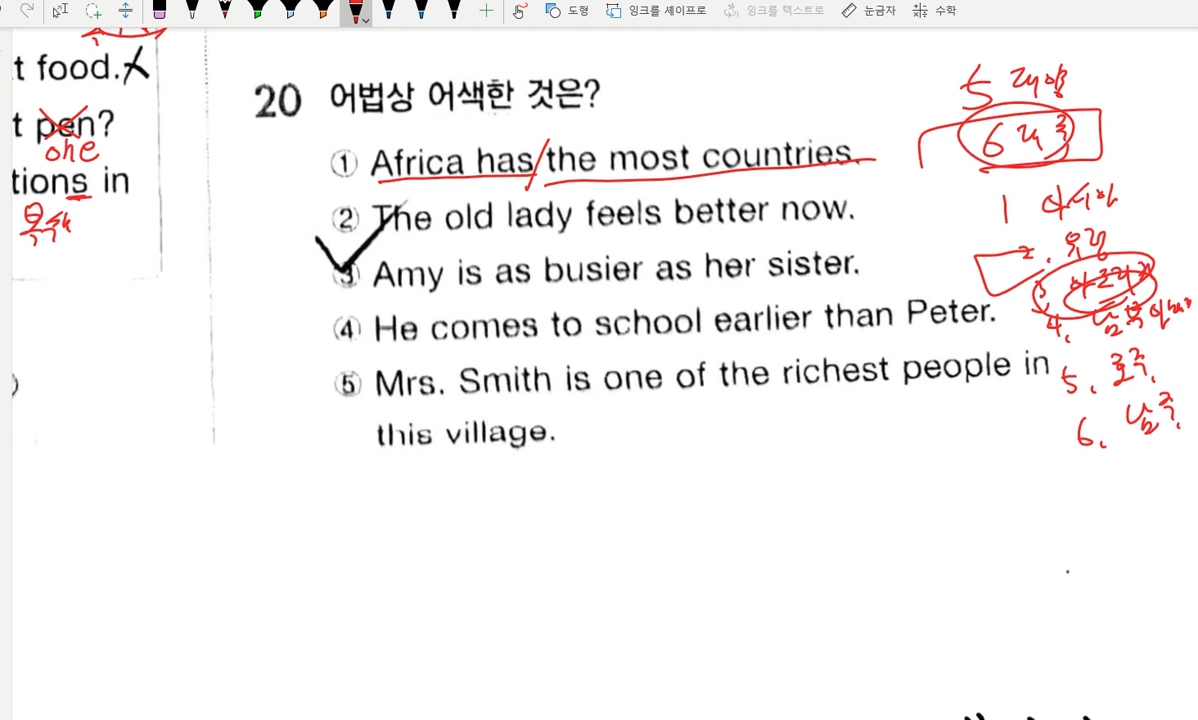 도형
잉크를 셰이프로
잉크를 텍스트로
눈금자
수학
t food.
t pen?
one
tions in
20 어법상 어색한 것은?
① Africa has the most countries.
② The old lady feels better now.
③ Amy is as busier as her sister.
④ He comes to school earlier than Peter.
⑤ Mrs. Smith is one of the richest people in
this village.
5
6
1 아시아
2. 유럽
3 아프리카
4.
5. 호주.
6. 남극.